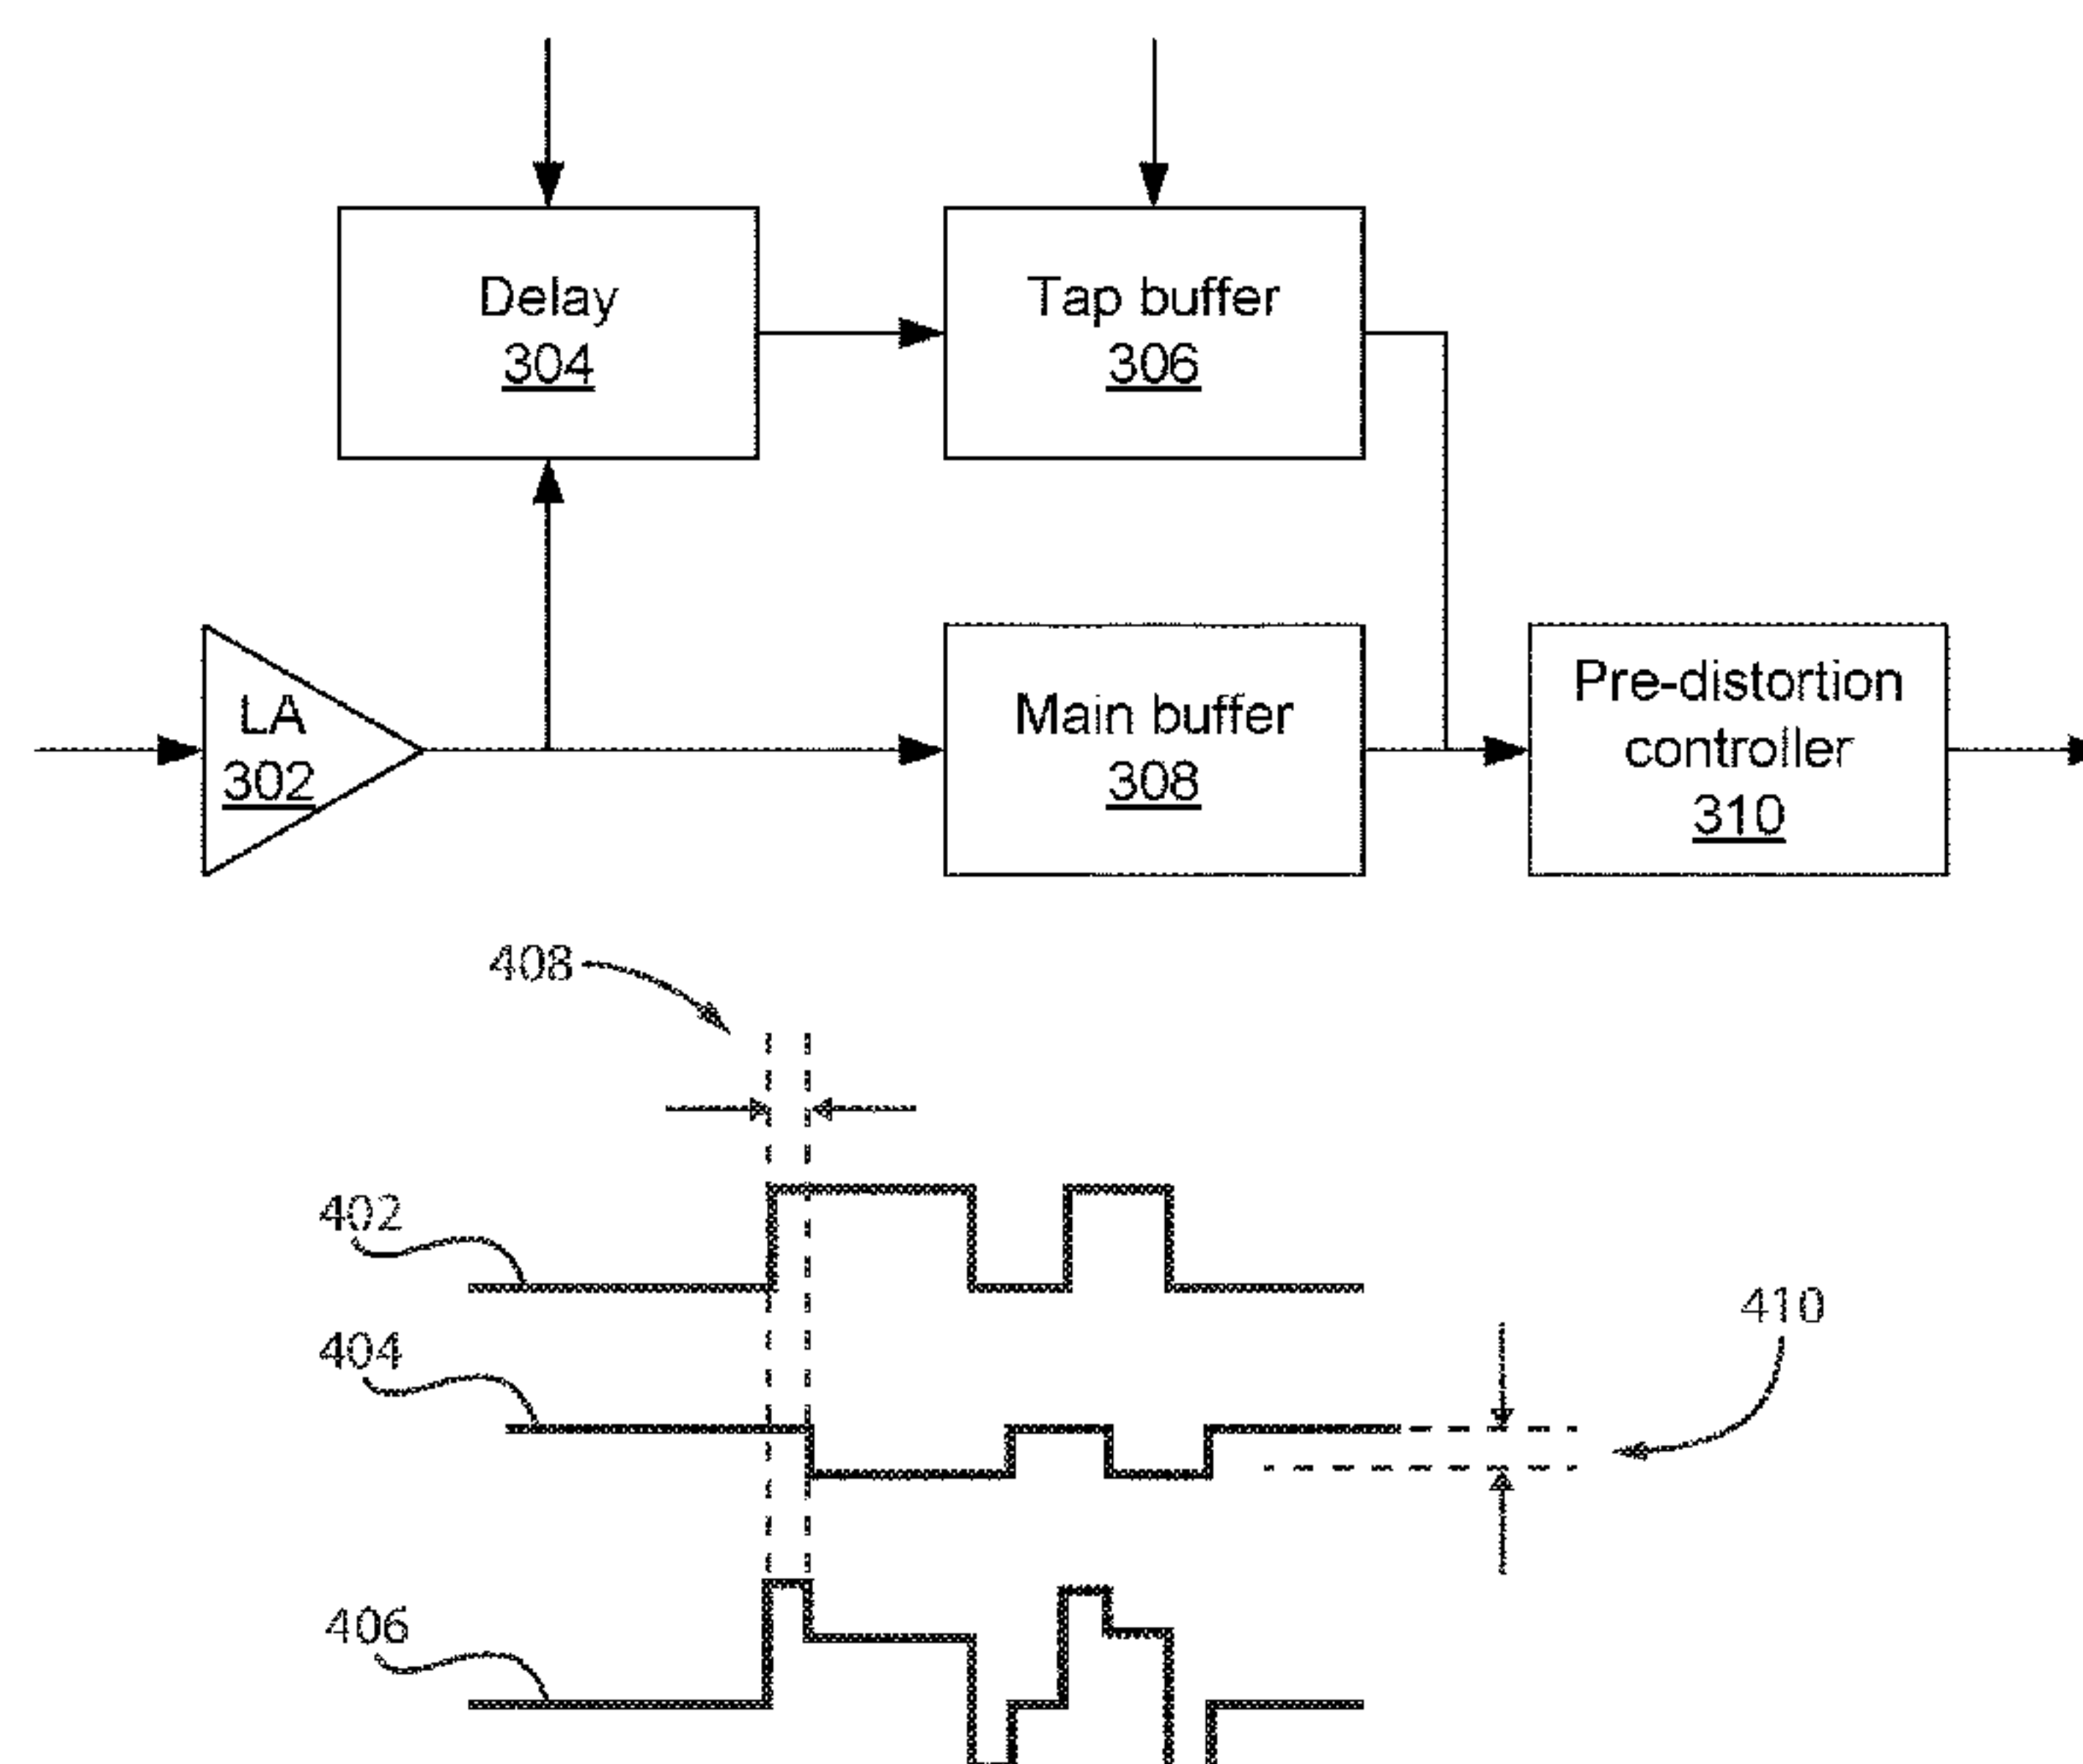 Delay
304
Tap buffer
306
LA
302
Main buffer
308
Pre-distortion
controller
310
408
402
404
410
406